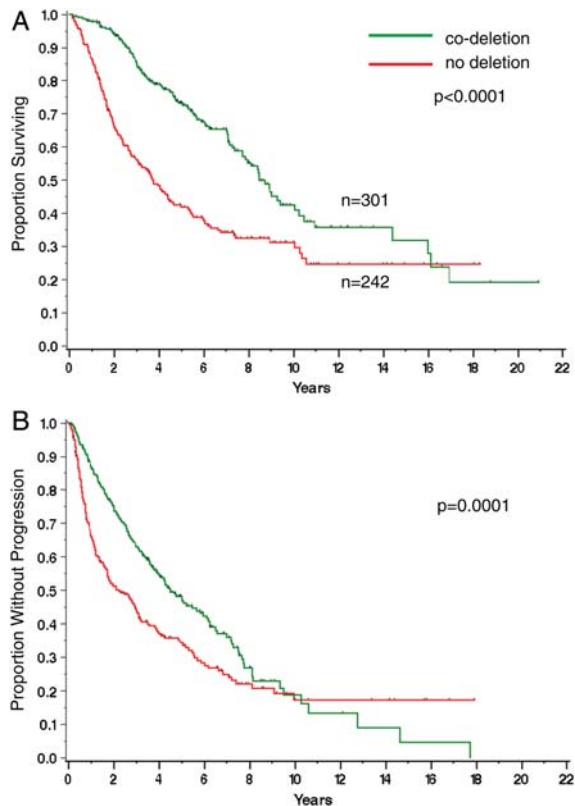 A
co-deletion
no deletion
p<0.0001
n=301
n=242
Proportion Surviving
1.0
0.9
0.8
0.7
0.6
0.5
0.4
0.3
0.2
0.1
0.0
0 2 4 6 8 10 12 14 16 18 20 22
Years
B
p=0.0001
Proportion Without Progression
1.0
0.9
0.8
0.7
0.6
0.5
0.4
0.3
0.2
0.1
0.0
0 2 4 6 8 10 12 14 16 18 20 22
Years